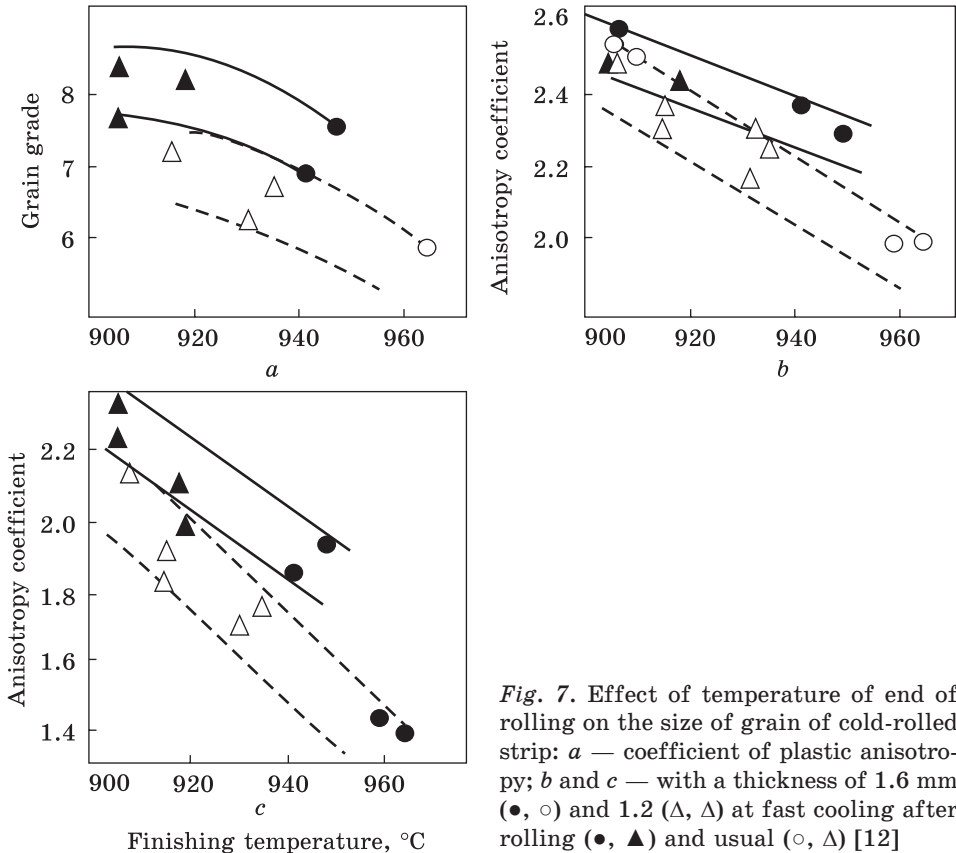 Grain grade
8
7
6
900 920 940 960
a
Anisotropy coefficient
2.6
2.4
2.2
2.0
900 920 940 960
b
Anisotropy coefficient
2.2
2.0
1.8
1.6
1.4
900 920 940 960
c
Finishing temperature, °C
Fig. 7. Effect of temperature of end of
rolling on the size of grain of cold-rolled
strip: a — coefficient of plastic anisotro-
py; b and c — with a thickness of 1.6 mm
(●, ○) and 1.2 (Δ, Δ) at fast cooling after
rolling (●, ▲) and usual (○, Δ) [12]